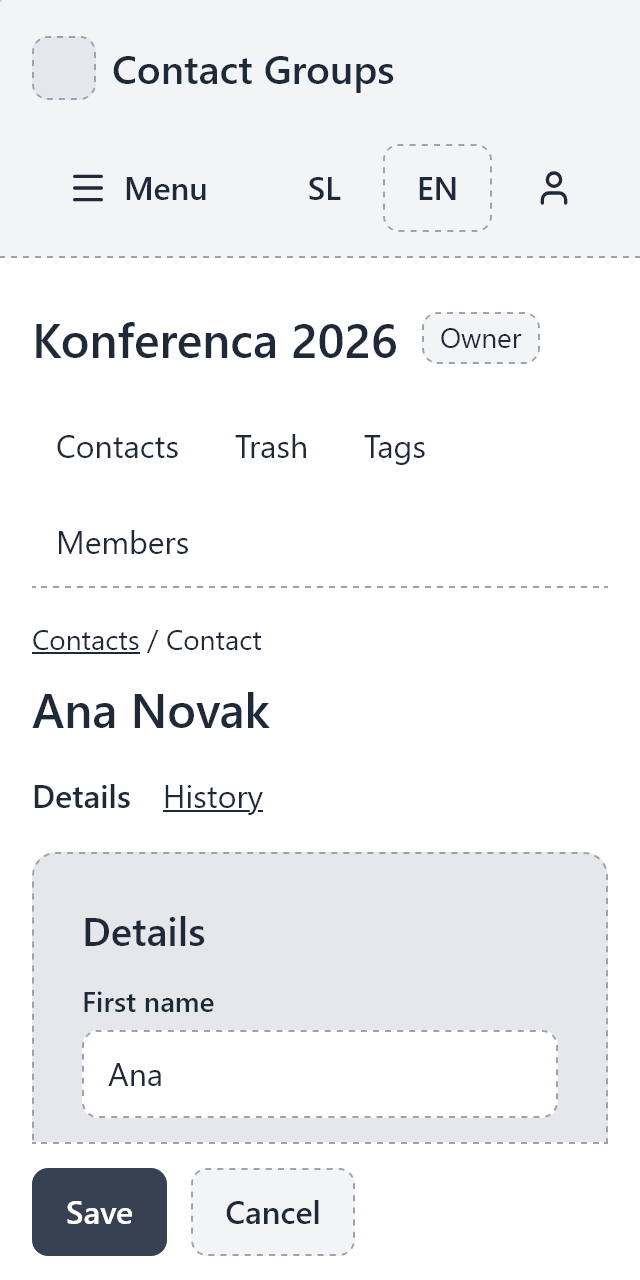 Contact Groups
Menu SL EN
Konferenca 2026 Owner
Contacts Trash Tags
Members
Contacts / Contact
Ana Novak
Details History
Details
First name
Ana
Save Cancel